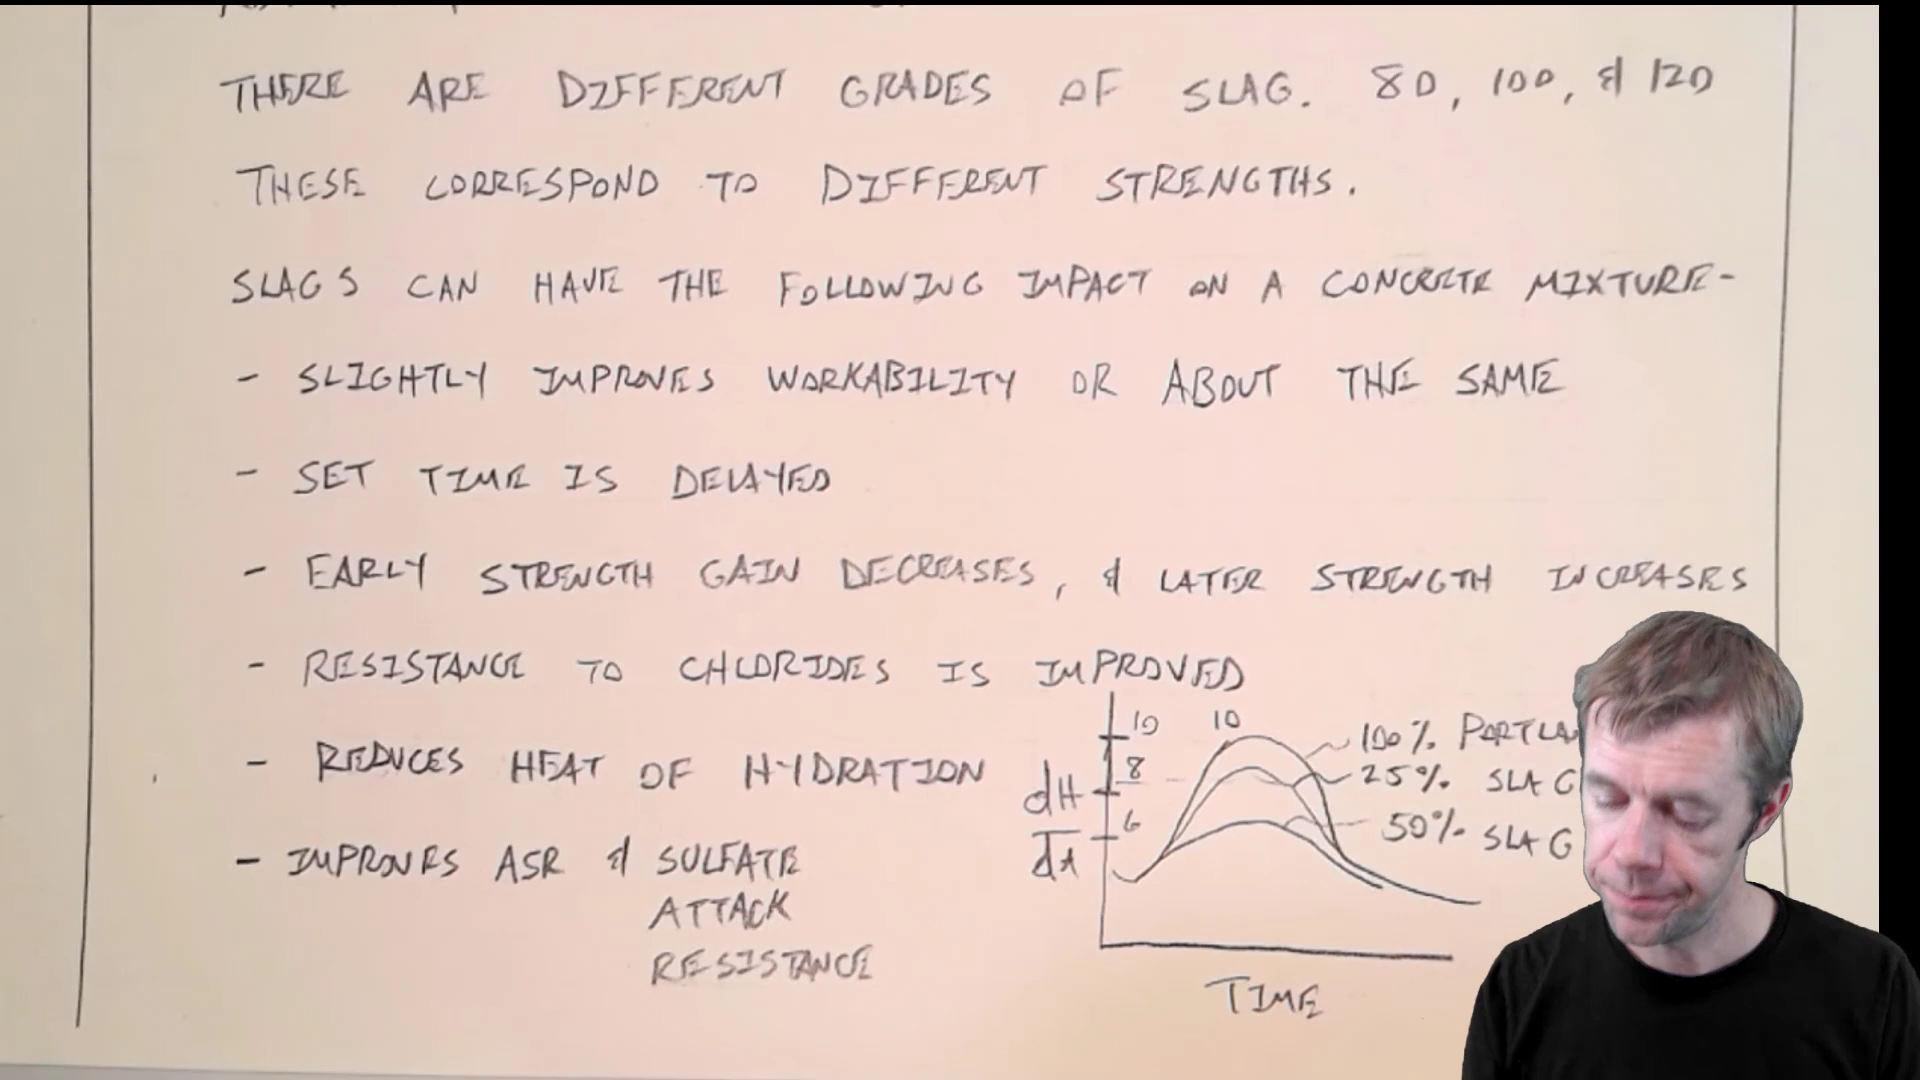 THERE ARE DIFFERENT GRADES OF SLAG. 80, 100, & 120
THESE CORRESPOND TO DIFFERENT STRENGTHS.
SLAGS CAN HAVE THE FOLLOWING IMPACT ON A CONCRETE MIXTURE-
- SLIGHTLY IMPROVES WORKABILITY OR ABOUT THE SAME
- SET TIME IS DELAYED
- EARLY STRENGTH GAIN DECREASES, & LATER STRENGTH INCREASES
- RESISTANCE TO CHLORIDES IS IMPROVED
- REDUCES HEAT OF HYDRATION
- IMPROVES ASR & SULFATE
ATTACK
RESISTANCE
10
10
8
6
dH
dt
100% PORTLA
25% SLAG
50% SLAG
TIME